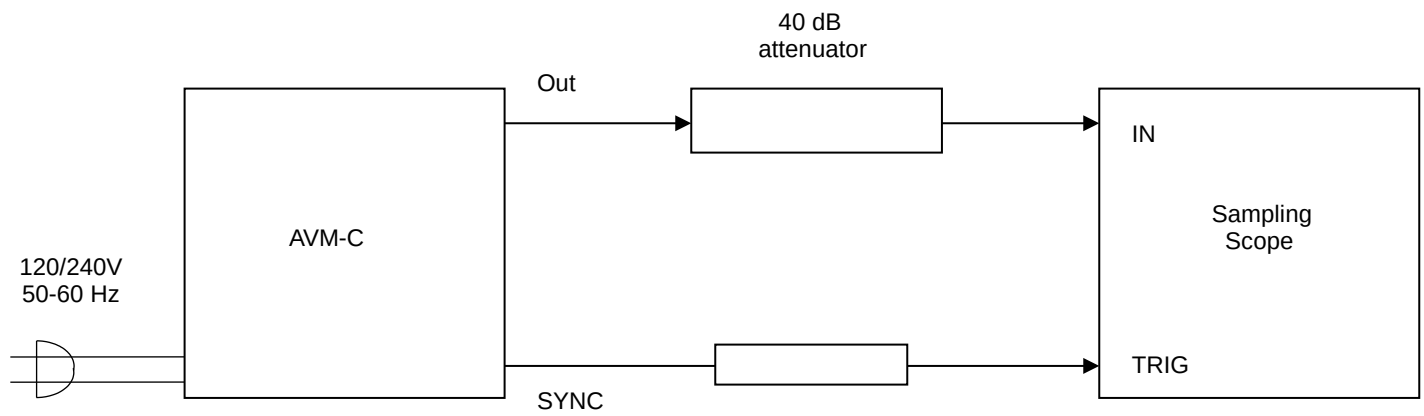 40 dB
attenuator
Out
IN
Sampling
Scope
AVM-C
120/240V
50-60 Hz
TRIG
SYNC